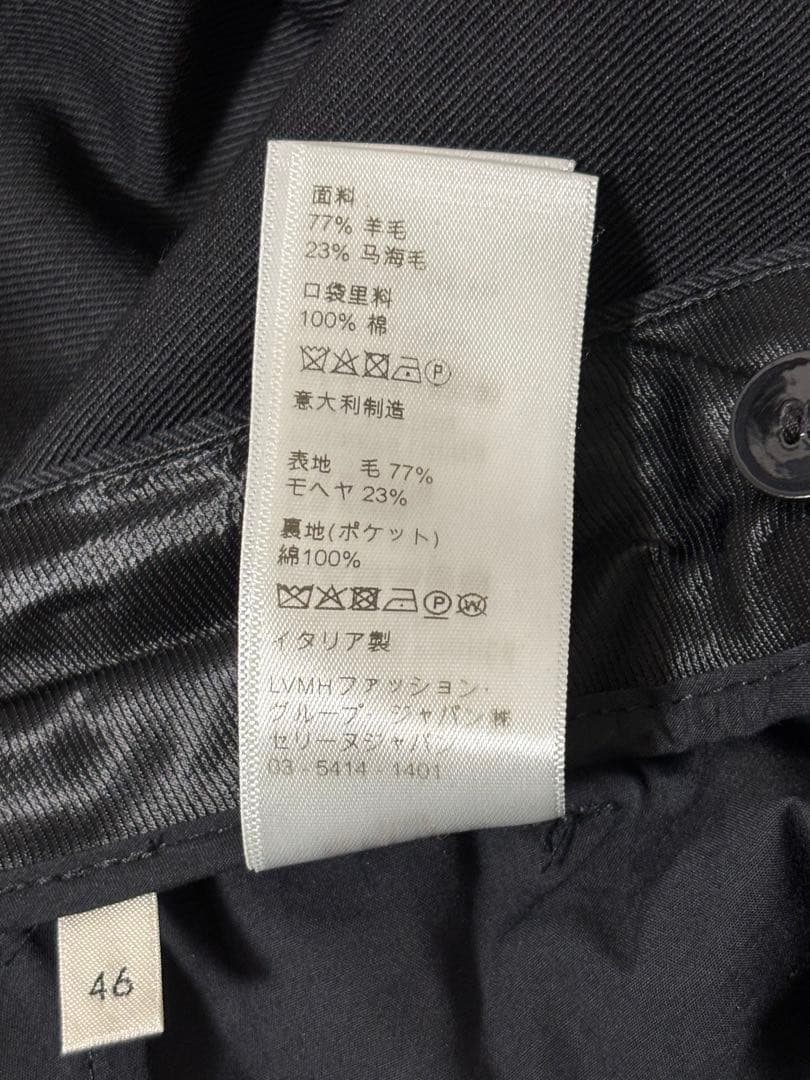 面料
77% 羊毛
23% 马海毛
口袋里料
100% 棉
P
意大利制造
表地 毛 77%
モヘヤ 23%
裏地(ポケット)
綿100%
P W
イタリア製
LVMHファッション・
グループ・ジャパン㈱
セリーヌジャパン
03-5414-1401
46